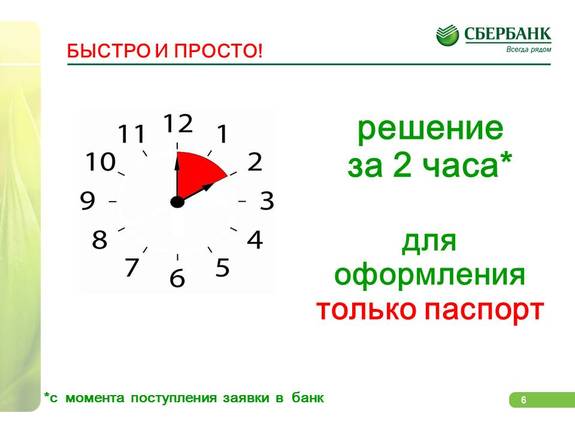 БЫСТРО И ПРОСТО!
СБЕРБАНК
Всегда рядом
12
11
1
10
2
9
3
8
4
7
5
6
решение
за 2 часа*
для
оформления
только паспорт
*с момента поступления заявки в банк
6